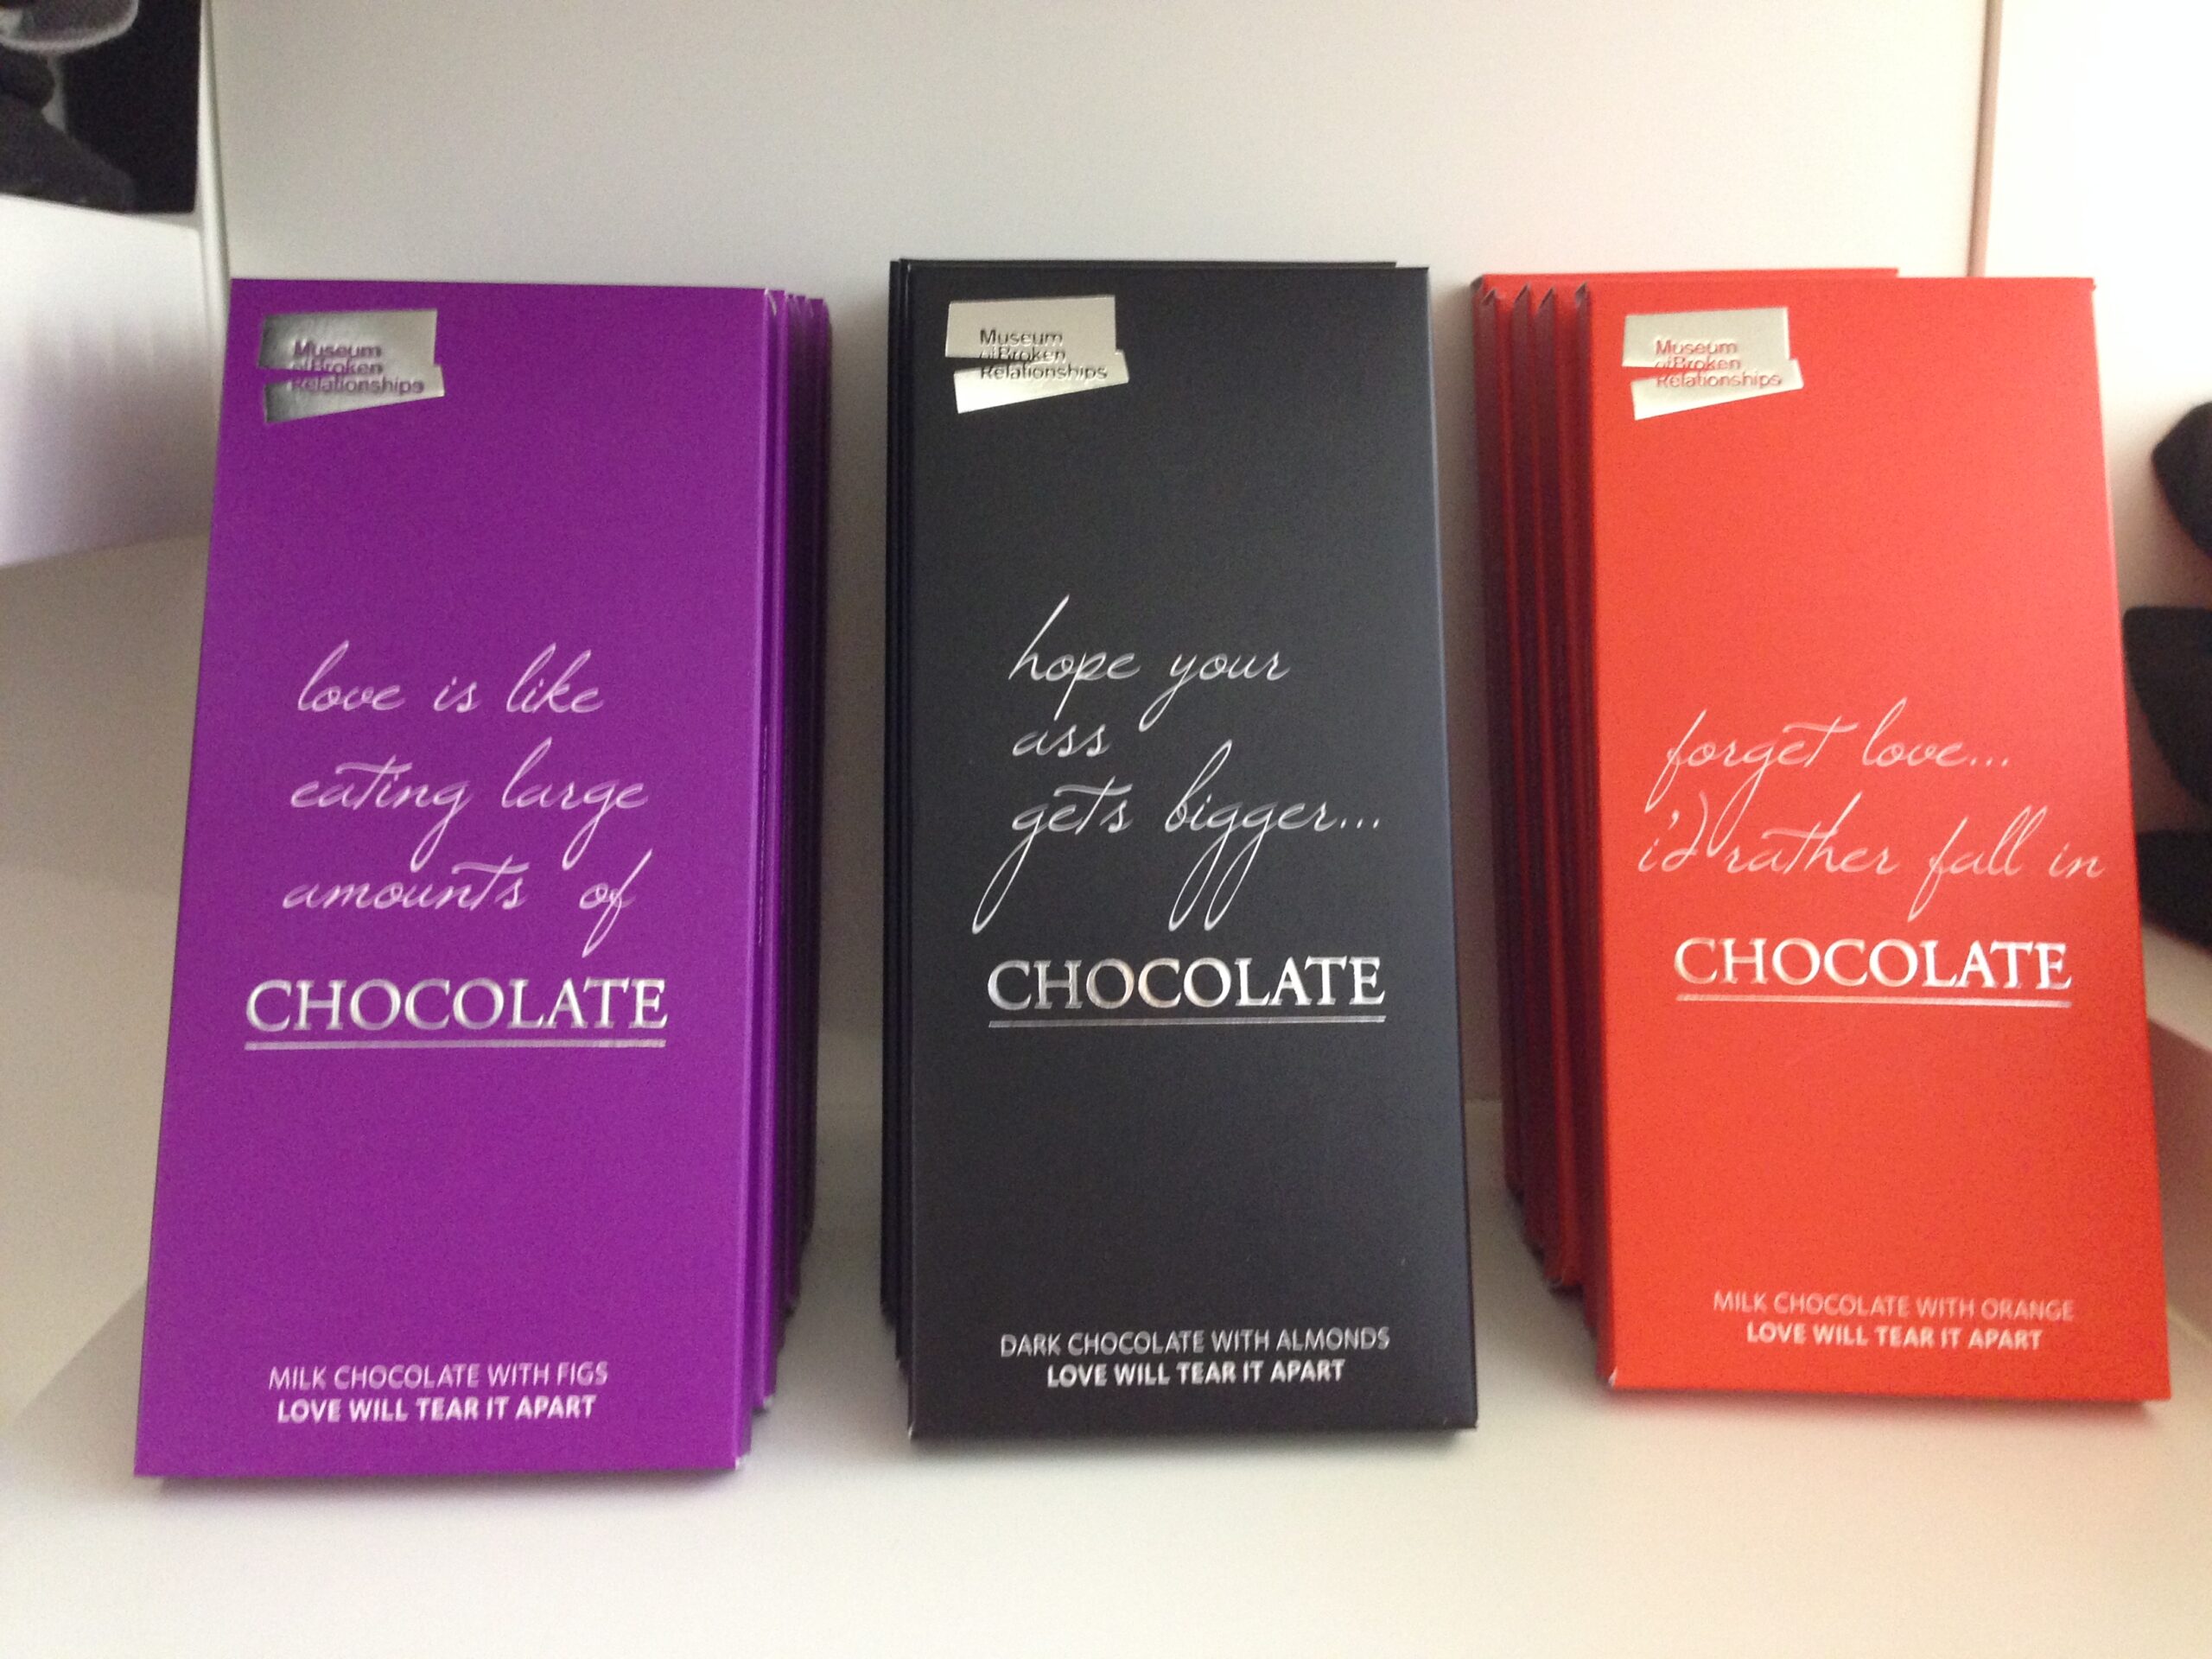 Museum
of Broken
Relationships
love is like
eating large
amounts of
CHOCOLATE
MILK CHOCOLATE WITH FIGS
LOVE WILL TEAR IT APART
Museum
of Broken
Relationships
hope your
ass
gets bigger...
CHOCOLATE
DARK CHOCOLATE WITH ALMONDS
LOVE WILL TEAR IT APART
Museum
of Broken
Relationships
forget love...
i'd rather fall in
CHOCOLATE
MILK CHOCOLATE WITH ORANGE
LOVE WILL TEAR IT APART